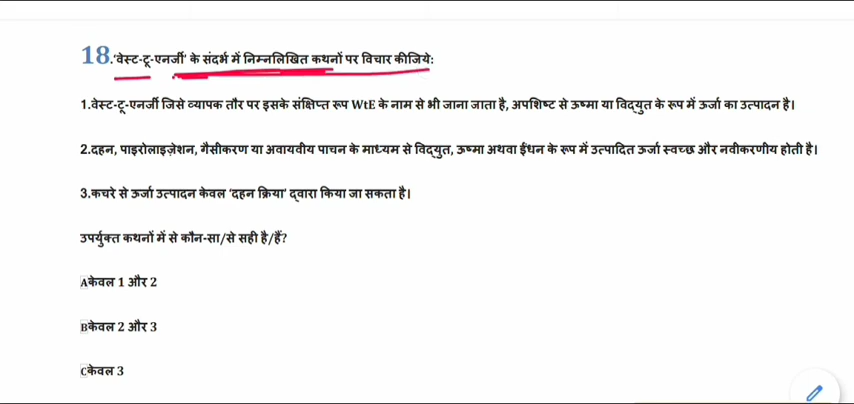 18.'वेस्ट-टू-एनर्जी' के संदर्भ में निम्नलिखित कथनों पर विचार कीजिये:
1.वेस्ट-टू-एनर्जी जिसे व्यापक तौर पर इसके संक्षिप्त रूप WtE के नाम से भी जाना जाता है, अपशिष्ट से ऊष्मा या विद्युत के रूप में ऊर्जा का उत्पादन है।
2.दहन, पाइरोलाइज़ेशन, गैसीकरण या अवायवीय पाचन के माध्यम से विद्युत, ऊष्मा अथवा ईंधन के रूप में उत्पादित ऊर्जा स्वच्छ और नवीकरणीय होती है।
3.कचरे से ऊर्जा उत्पादन केवल 'दहन क्रिया' द्वारा किया जा सकता है।
उपर्युक्त कथनों में से कौन-सा/से सही है/हैं?
Aकेवल 1 और 2
Bकेवल 2 और 3
Cकेवल 3